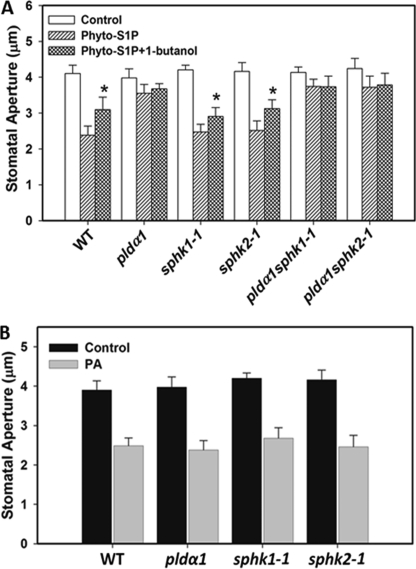 A
Control
Phyto-S1P
Phyto-S1P+1-butanol
Stomatal Aperture (μm)
6
5
4
3
2
1
0
*
*
*
WT
pldα1
sphk1-1
sphk2-1
pldα1sphk1-1
pldα1sphk2-1
B
Control
PA
Stomatal Aperture (μm)
6
5
4
3
2
1
0
WT
pldα1
sphk1-1
sphk2-1